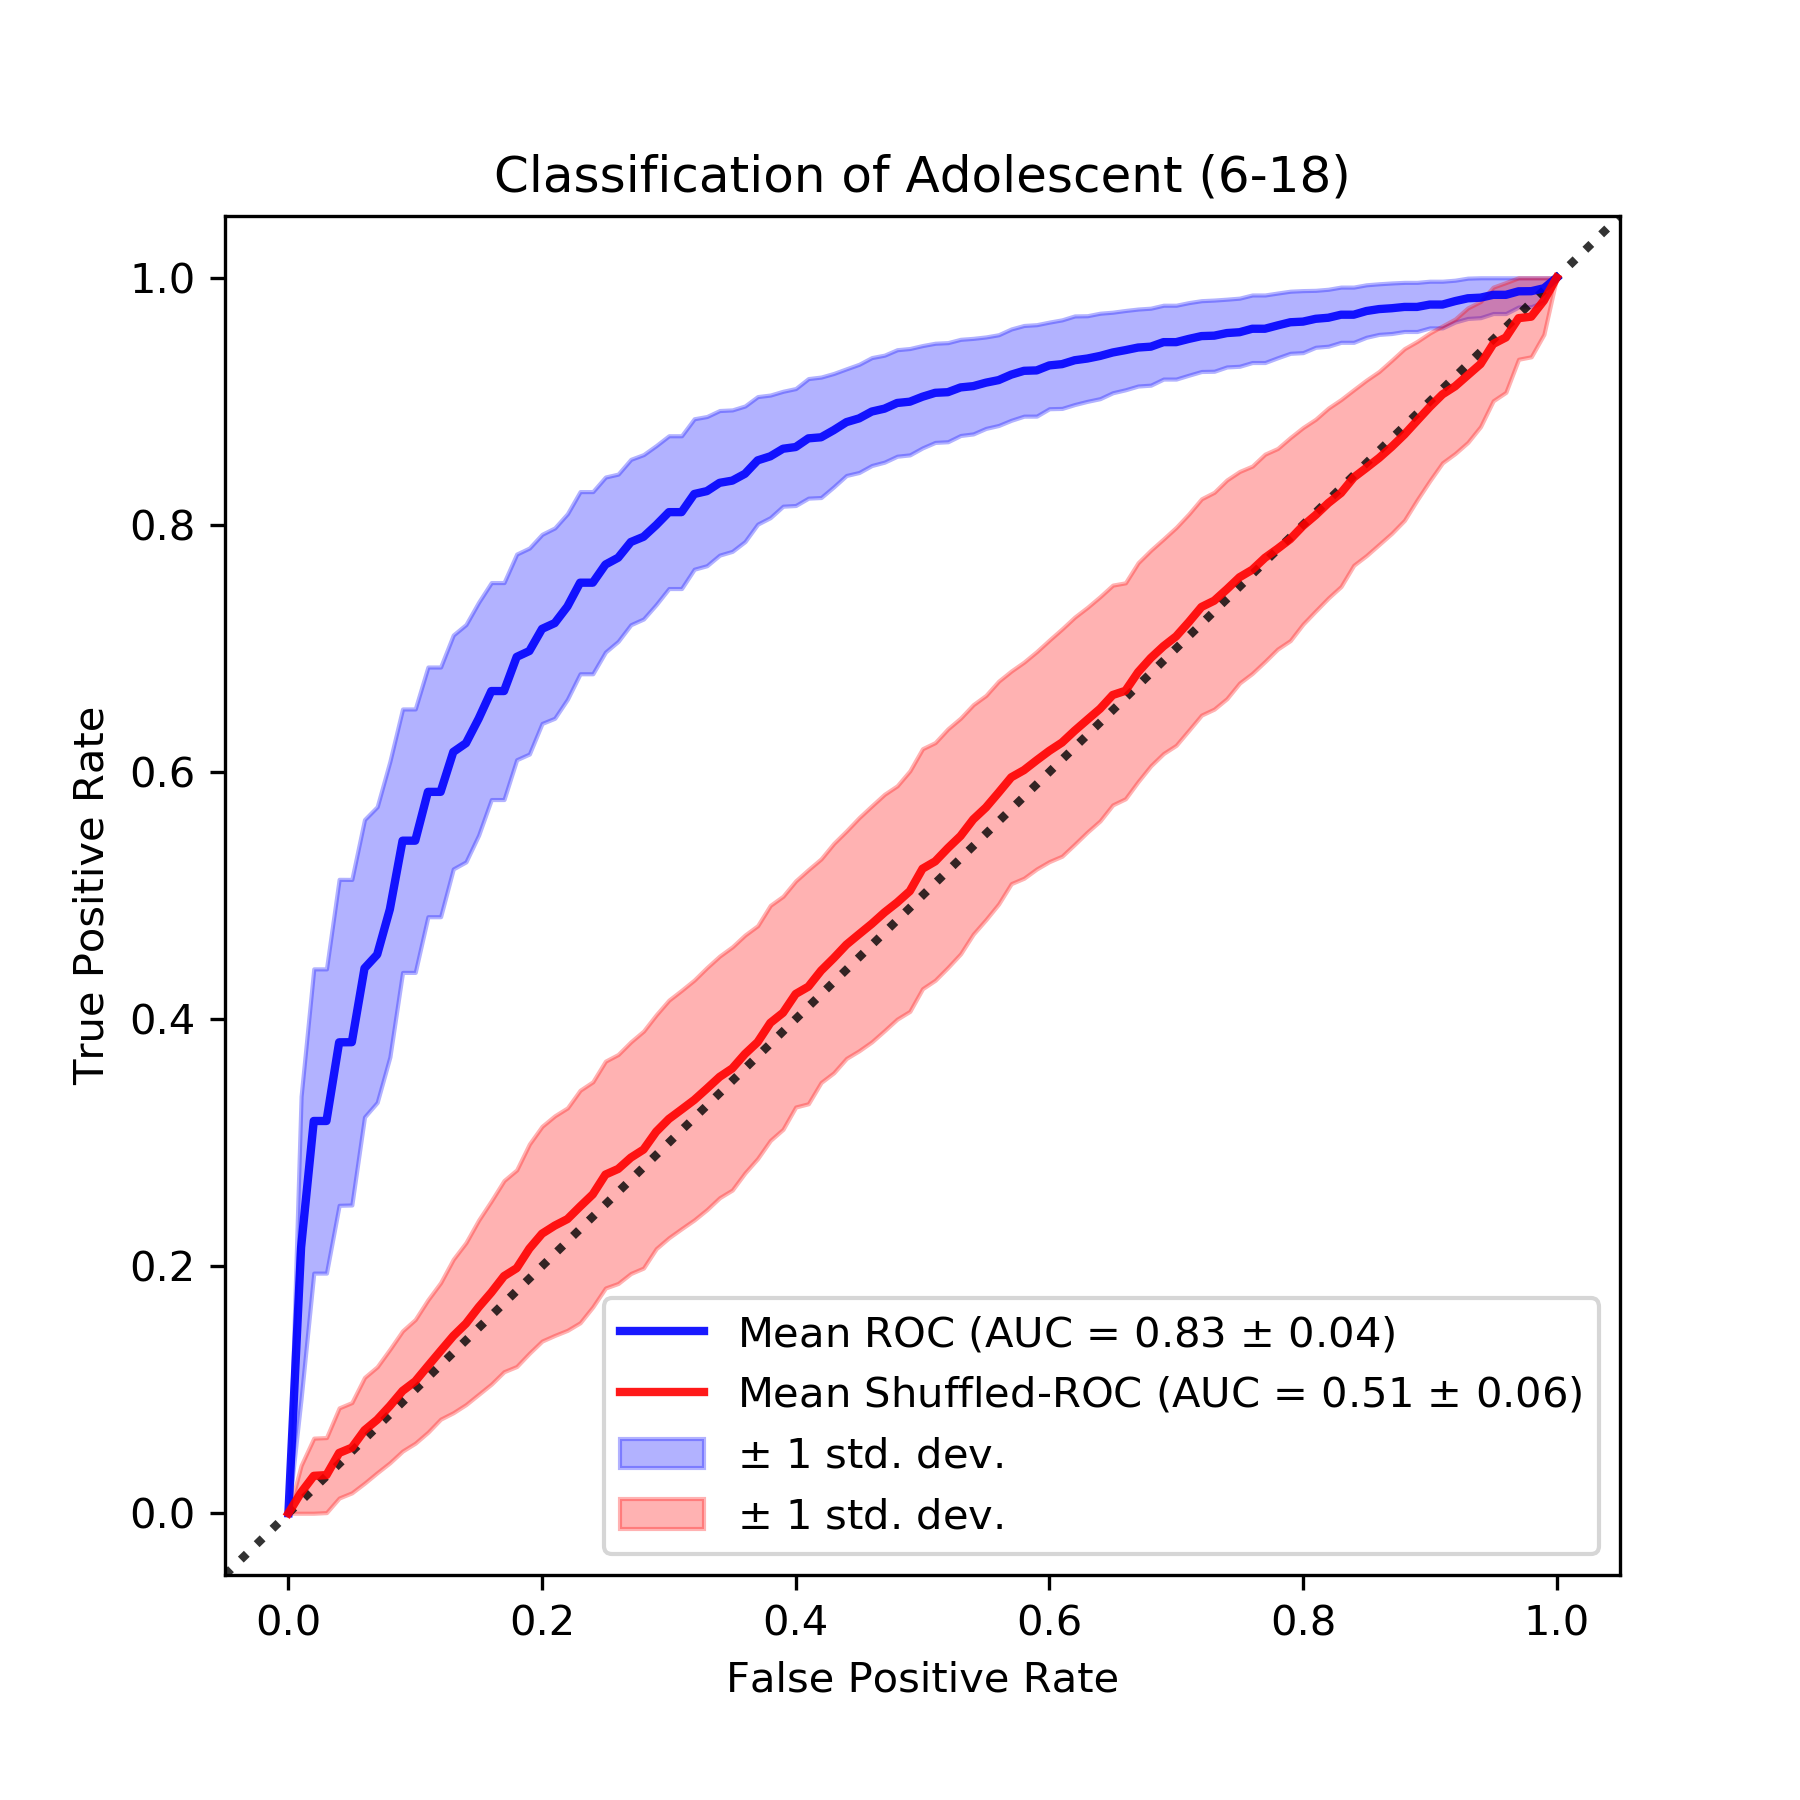 Classification of Adolescent (6-18)
1.0
0.8
0.6
0.4
0.2
0.0
True Positive Rate
Mean ROC (AUC = 0.83 ± 0.04)
Mean Shuffled-ROC (AUC = 0.51 ± 0.06)
± 1 std. dev.
± 1 std. dev.
0.0 0.2 0.4 0.6 0.8 1.0
False Positive Rate